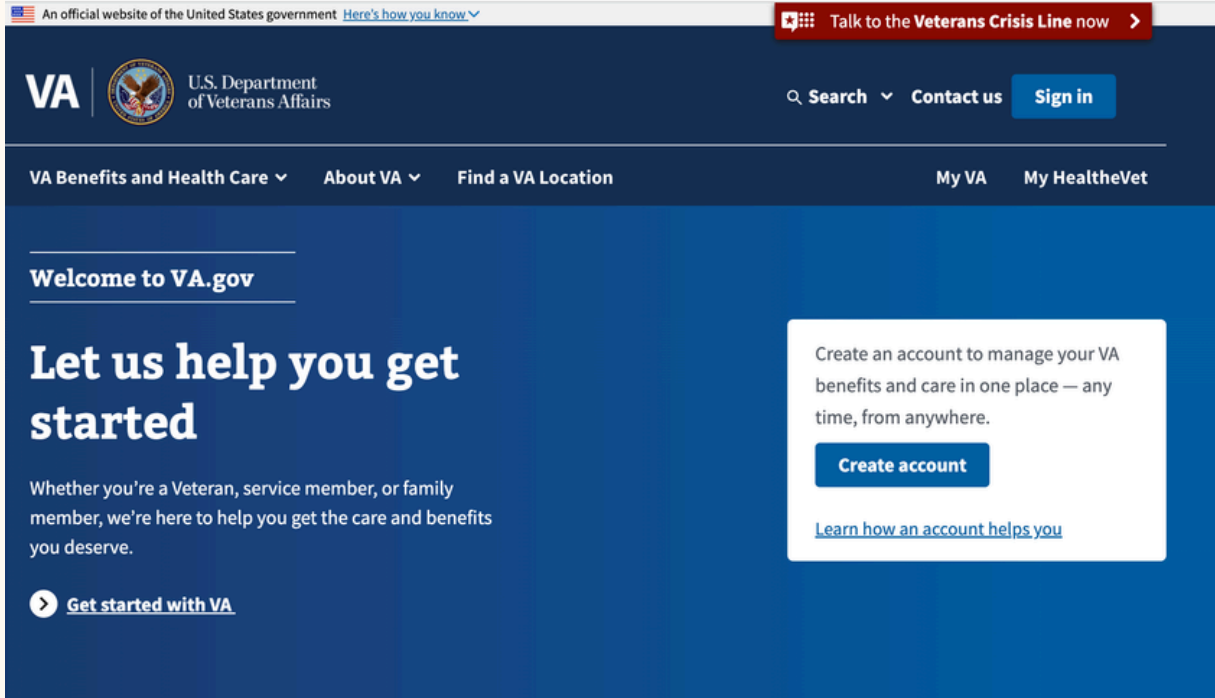 An official website of the United States government Here's how you know
Talk to the Veterans Crisis Line now
VA
U.S. Department
of Veterans Affairs
Search
Contact us
Sign in
VA Benefits and Health Care
About VA
Find a VA Location
My VA
My HealtheVet
Welcome to VA.gov
Let us help you get
started
Whether you’re a Veteran, service member, or family
member, we’re here to help you get the care and benefits
you deserve.
Get started with VA
Create an account to manage your VA
benefits and care in one place — any
time, from anywhere.
Create account
Learn how an account helps you